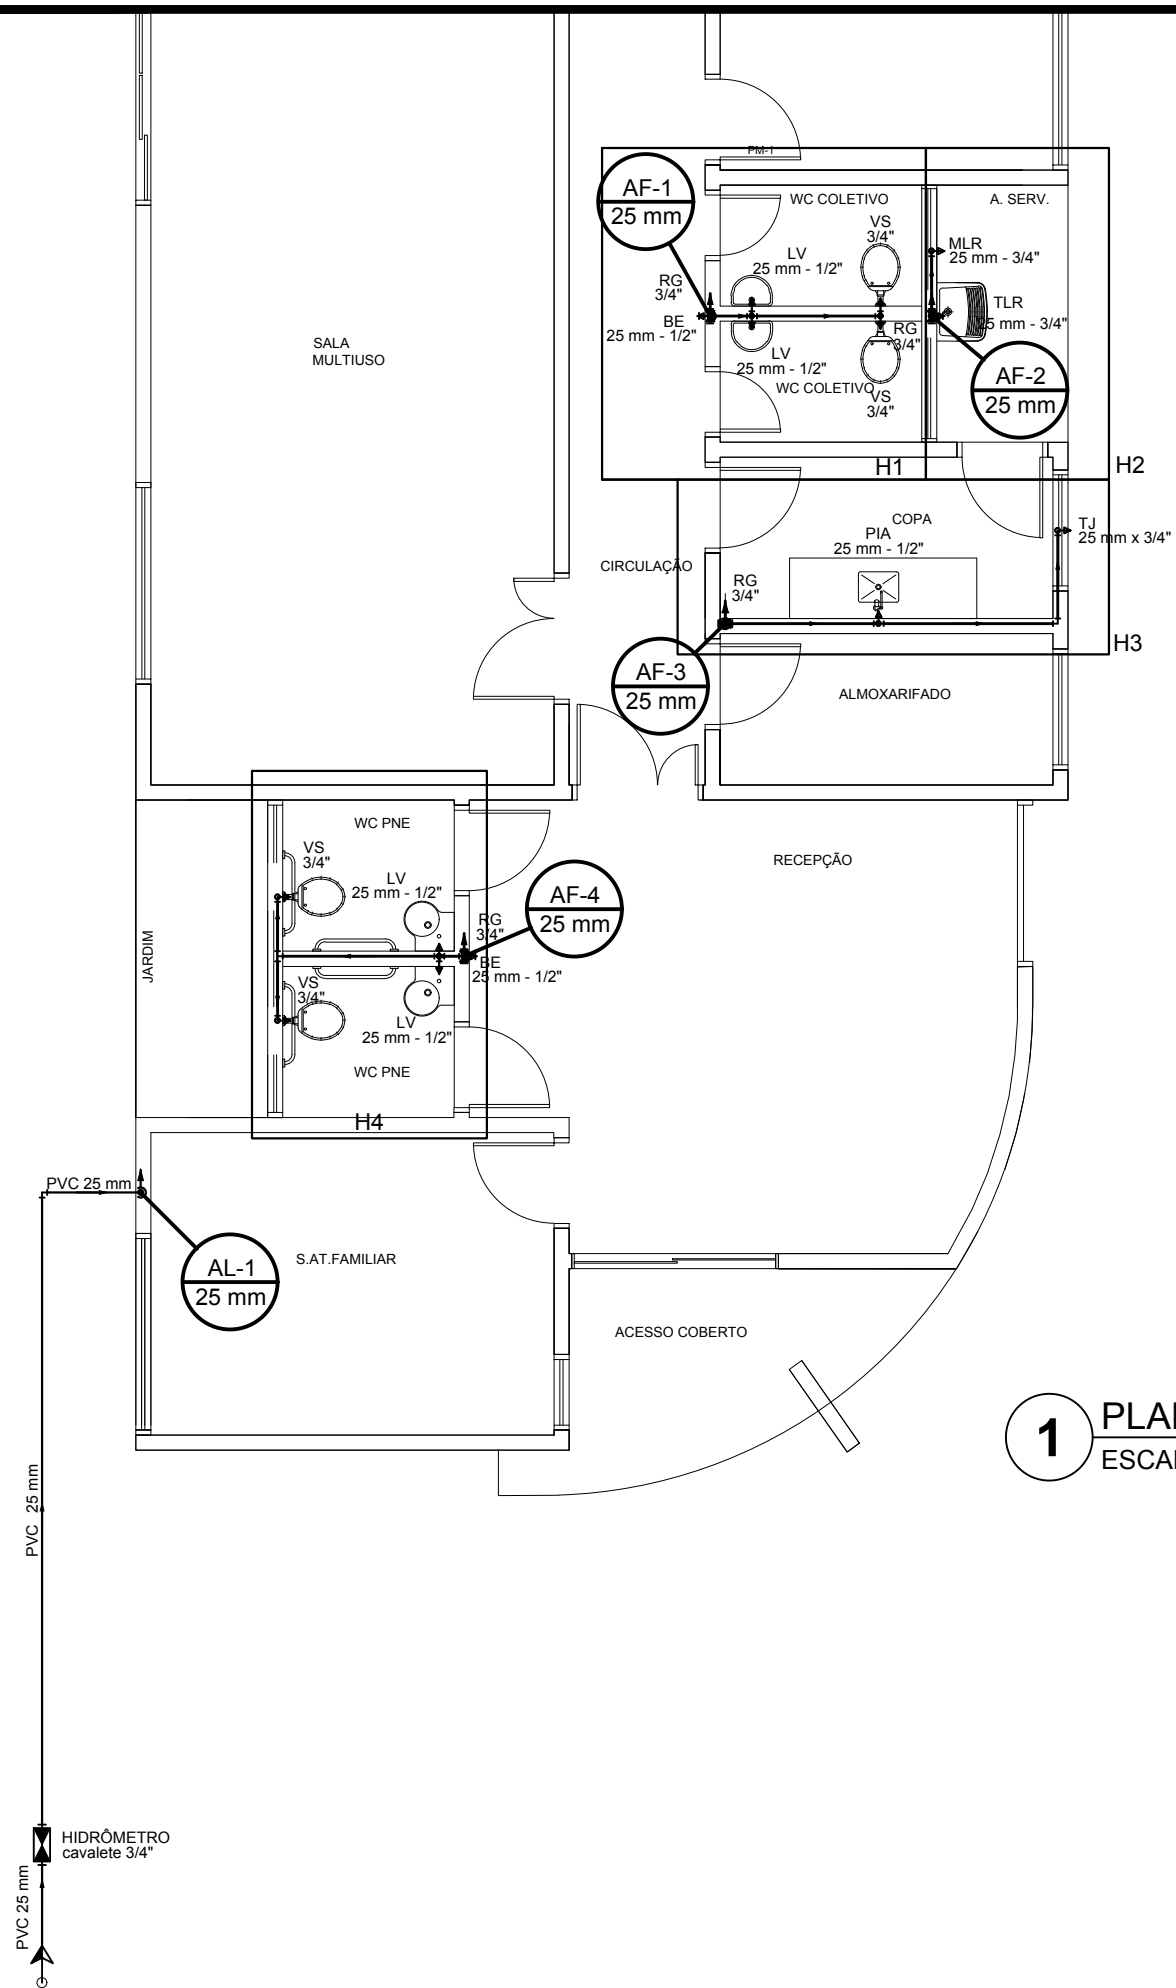 PM-1
AF-1
25 mm
WC COLETIVO
A. SERV.
VS
3/4"
MLR
25 mm - 3/4"
LV
25 mm - 1/2"
RG
3/4"
TLR
25 mm - 3/4"
BE
25 mm - 1/2"
RG
3/4"
SALA
MULTIUSO
LV
25 mm - 1/2"
WC COLETIVO
VS
3/4"
AF-2
25 mm
H1
H2
COPA
PIA
25 mm - 1/2"
TJ
25 mm x 3/4"
CIRCULAÇÃO
RG
3/4"
H3
AF-3
25 mm
ALMOXARIFADO
WC PNE
VS
3/4"
RECEPÇÃO
LV
25 mm - 1/2"
AF-4
25 mm
RG
3/4"
JARDIM
BE
25 mm - 1/2"
VS
3/4"
LV
25 mm - 1/2"
WC PNE
H4
PVC 25 mm
AL-1
25 mm
S.AT.FAMILIAR
ACESSO COBERTO
1
PVC 25 mm
HIDRÔMETRO
cavalete 3/4"
PVC 25 mm